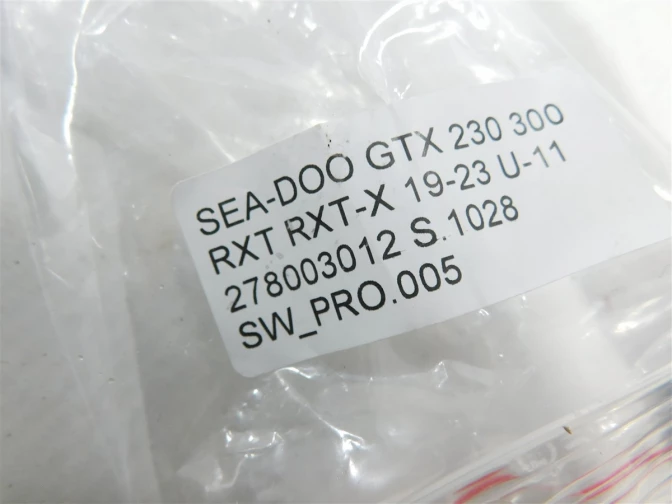 SEA-DOO GTX 230 300
RXT RXT-X 19-23 U-11
278003012 S.1028
SW_PRO.005